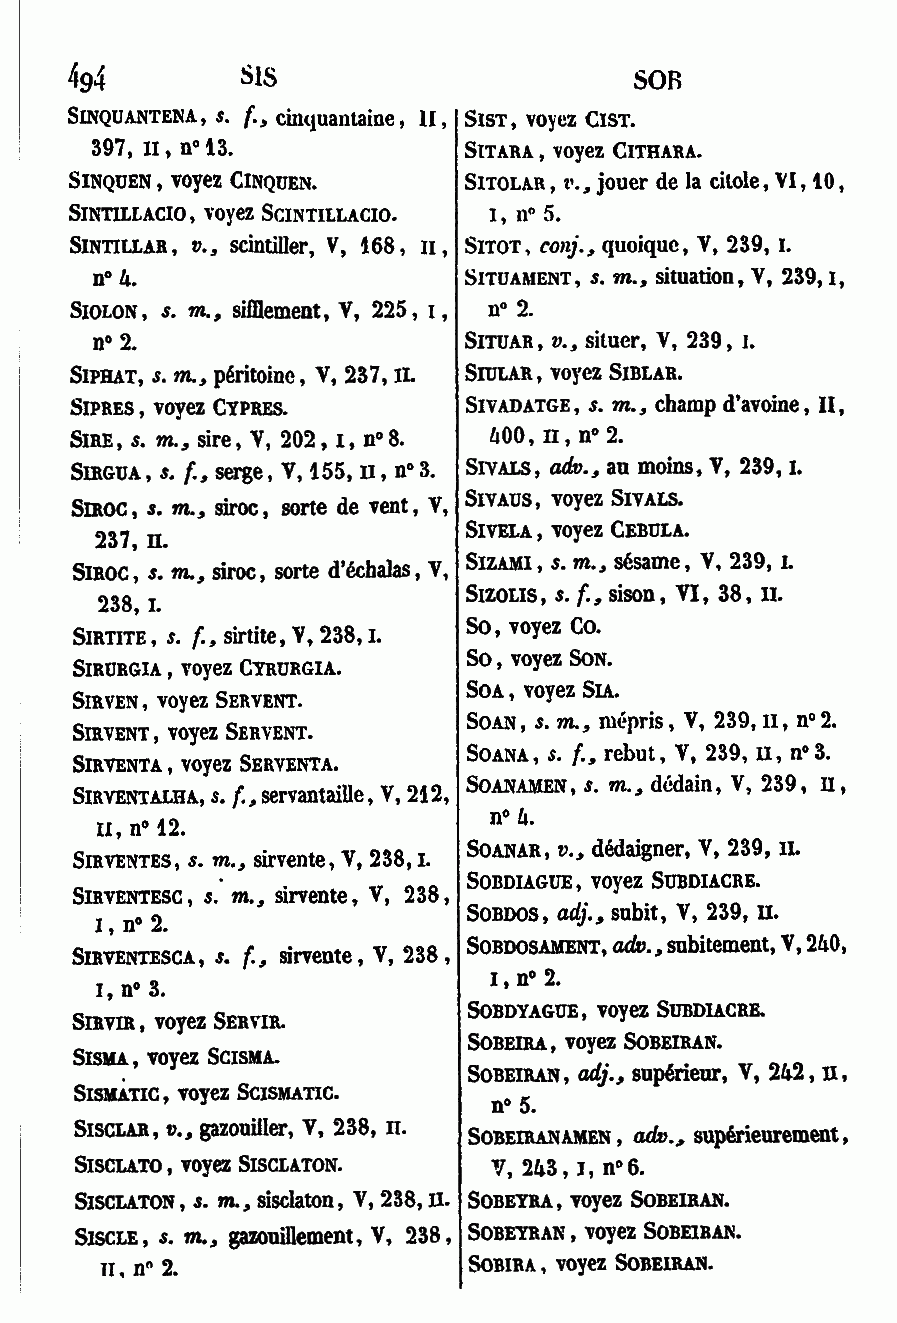 494 SIS SOB
SINQUANTENA, s. f., cinquantaine, II,
397, II, n° 13.
SINQUEN, voyez CINQUEN.
SINTILLACIO, voyez SCINTILLACIO.
SINTILLAR, v., scintiller, V, 168, II,
n° 4.
SIOLON, s. m., sifflement, V, 225, I,
n° 2.
SIPHAT, s. m., péritoine, V, 237, II.
SIPRES, voyez CYPRES.
SIRE, s. m., sire, V, 202, I, n° 8.
SIRGUA, s. f., serge, V, 155, II, n° 3.
SIROC, s. m., siroc, sorte de vent, V,
237, II.
SIROC, s. m., siroc, sorte d'échalas, V,
238, I.
SIRTITE, s. f., sirtite, V, 238, I.
SIRURGIA, voyez CYRURGIA.
SIRVEN, voyez SERVENT.
SIRVENT, voyez SERVENT.
SIRVENTA, voyez SERVENTA.
SIRVENTALHA, s. f., servantaille, V, 212,
II, n° 12.
SIRVENTES, s. m., sirvente, V, 238, I.
SIRVENTESC, s. m., sirvente, V, 238,
I, n° 2.
SIRVENTESCA, s. f., sirvente, V, 238,
I, n° 3.
SIRVIR, voyez SERVIR.
SISMA, voyez SCISMA.
SISMATIC, voyez SCISMATIC.
SISCLAR, v., gazouiller, V, 238, II.
SISCLATO, voyez SISCLATON.
SISCLATON, s. m., sisclaton, V, 238, II.
SISCLE, s. m., gazouillement, V, 238,
II, n° 2.
SIST, voyez CIST.
SITARA, voyez CITHARA.
SITOLAR, v., jouer de la citole, VI, 10,
I, n° 5.
SITOT, conj., quoique, V, 239, I.
SITUAMENT, s. m., situation, V, 239, I,
n° 2.
SITUAR, v., situer, V, 239, I.
SIULAR, voyez SIBLAR.
SIVADATGE, s. m., champ d'avoine, II,
400, II, n° 2.
SIVALS, adv., au moins, V, 239, I.
SIVAUS, voyez SIVALS.
SIVELA, voyez CEBULA.
SIZAMI, s. m., sésame, V, 239, I.
SIZOLIS, s. f., sison, VI, 38, II.
SO, voyez CO.
SO, voyez SON.
SOA, voyez SIA.
SOAN, s. m., mépris, V, 239, II, n° 2.
SOANA, s. f., rebut, V, 239, II, n° 3.
SOANAMEN, s. m., dédain, V, 239, II,
n° 4.
SOANAR, v., dédaigner, V, 239, II.
SOBDIAGUE, voyez SUBDIACRE.
SOBDOS, adj., subit, V, 239, II.
SOBDOSAMENT, adv., subitement, V, 240,
I, n° 2.
SOBDYAGUE, voyez SUBDIACRE.
SOBEIRA, voyez SOBEIRAN.
SOBEIRAN, adj., supérieur, V, 242, II,
n° 5.
SOBEIRANAMEN, adv., supérieurement,
V, 243, I, n° 6.
SOBEYRA, voyez SOBEIRAN.
SOBEYRAN, voyez SOBEIRAN.
SOBIRA, voyez SOBEIRAN.